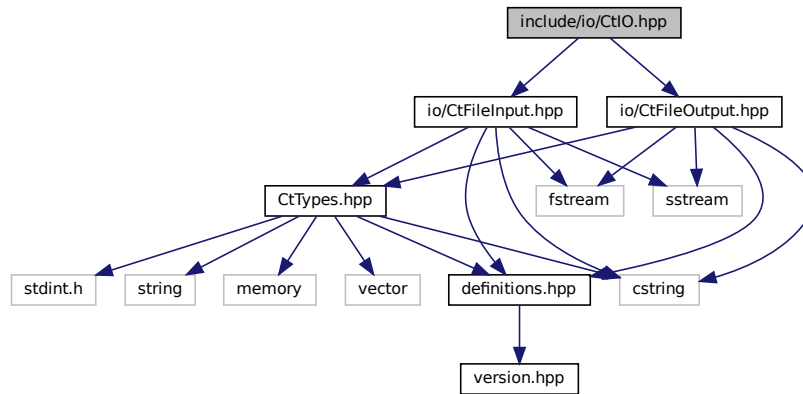 include/io/CtIO.hpp
io/CtFileInput.hpp
io/CtFileOutput.hpp
CtTypes.hpp
fstream
sstream
stdint.h
string
memory
vector
definitions.hpp
cstring
version.hpp